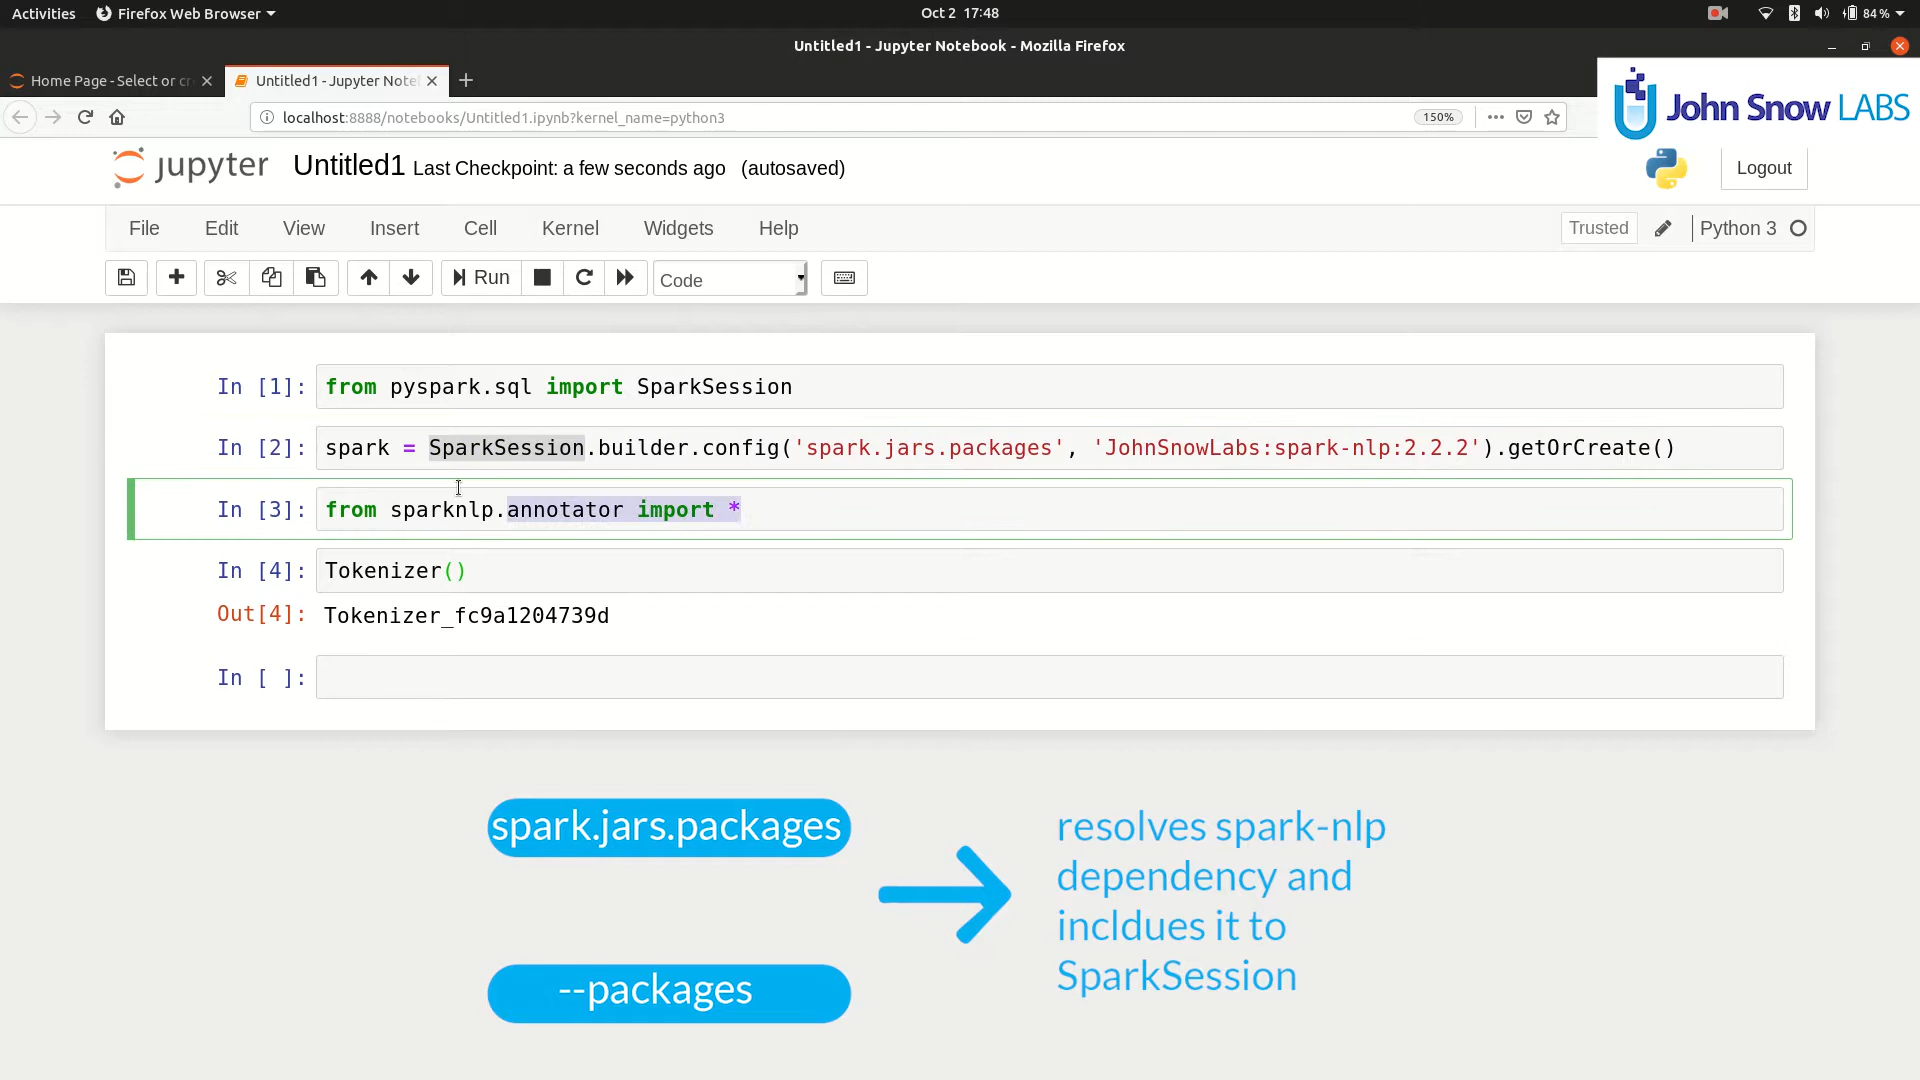 Activities Firefox Web Browser Oct 2 17:48 84 %
Untitled1 - Jupyter Notebook - Mozilla Firefox
Home Page - Select or cr Untitled1 - Jupyter Note
localhost:8888/notebooks/Untitled1.ipynb?kernel_name=python3 150%
John Snow LABS
jupyter Untitled1 Last Checkpoint: a few seconds ago (autosaved) Logout
File Edit View Insert Cell Kernel Widgets Help Trusted Python 3
Run Code
In [1]: from pyspark.sql import SparkSession
In [2]: spark = SparkSession.builder.config('spark.jars.packages', 'JohnSnowLabs:spark-nlp:2.2.2').getOrCreate()
In [3]: from sparknlp.annotator import *
In [4]: Tokenizer()
Out[4]: Tokenizer_fc9a1204739d
In [ ]:
spark.jars.packages
--packages
resolves spark-nlp
dependency and
incldues it to
SparkSession